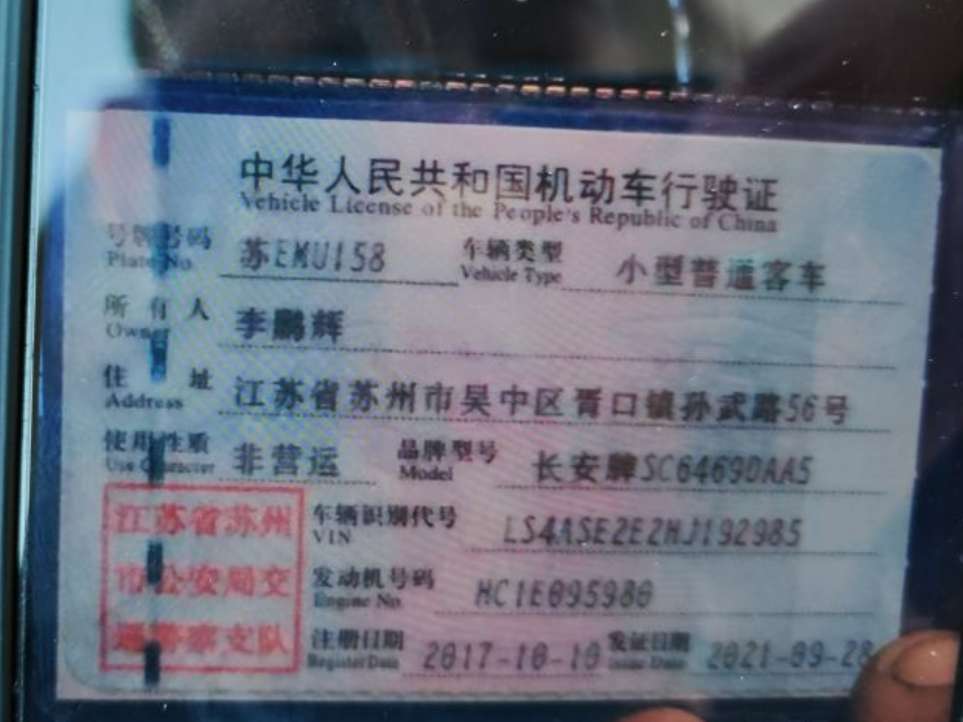 中华人民共和国机动车行驶证
Vehicle License of the People's Republic of China
号牌号码 苏EMU158 车辆类型 小型普通客车
Plate No. Vehicle Type
所有人 李鹏辉
Owner
住址 江苏省苏州市吴中区胥口镇孙武路56号
Address
使用性质 非营运 品牌型号 长安牌SC6469DAA5
Use Character Model
江苏省苏州 车辆识别代号 LS4ASE2E2HJ192985
VIN
市公安局交 发动机号码 HC1E095980
Engine No.
通警察支队 注册日期 2017-10-10 发证日期 2021-09-28
Register Date Issue Date